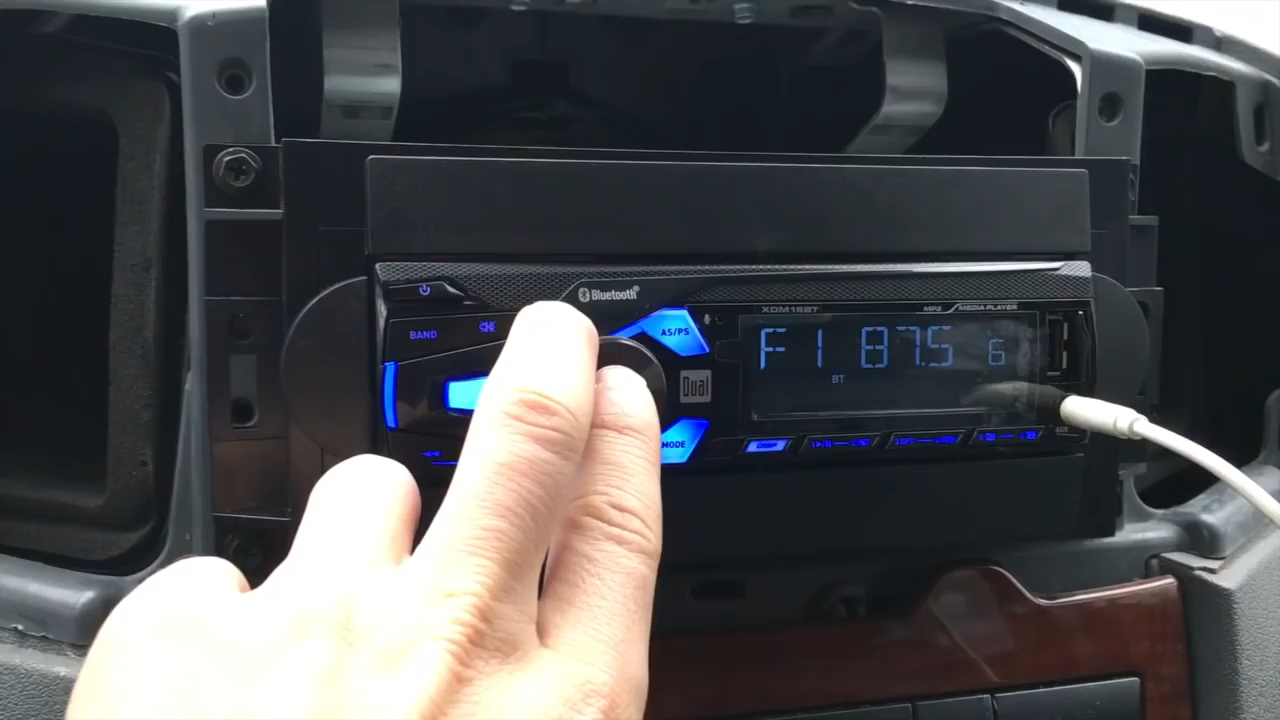 Bluetooth®
BAND
AS/PS
XDM16BT
MP3
MEDIA PLAYER
F1 87.5 6
BT
Dual
MODE